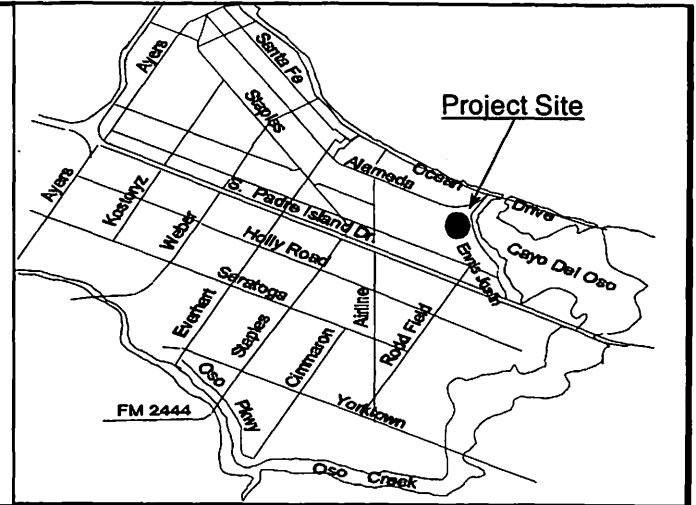 Ayers
Santa Fe
Staples
Project Site
Alameda
Ocean
Drive
Ayers
Kostoryz
Weber
S. Padre Island Dr.
Holly Road
Ennis Joslin
Cayo Del Oso
Saratoga
Everhart
Staples
Cimmaron
Airline
Rodd Field
Oso
Pkwy
Yorktown
FM 2444
Oso Creek